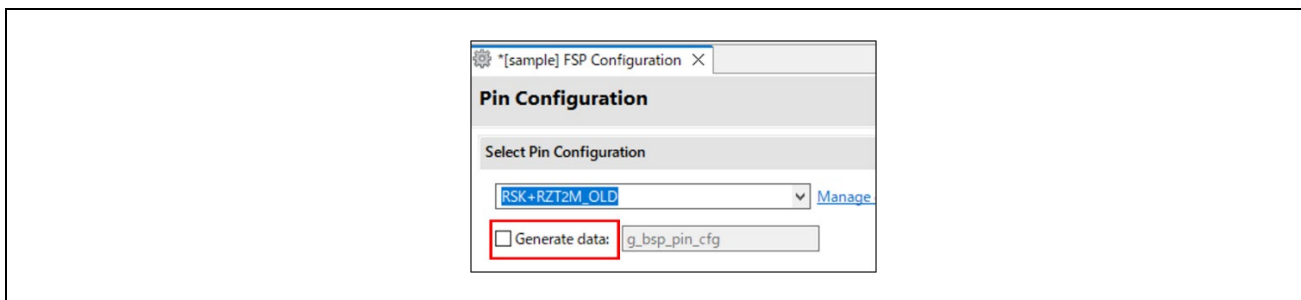 *[sample] FSP Configuration
Pin Configuration
Select Pin Configuration
RSK+RZT2M_OLD Manage
Generate data: g_bsp_pin_cfg